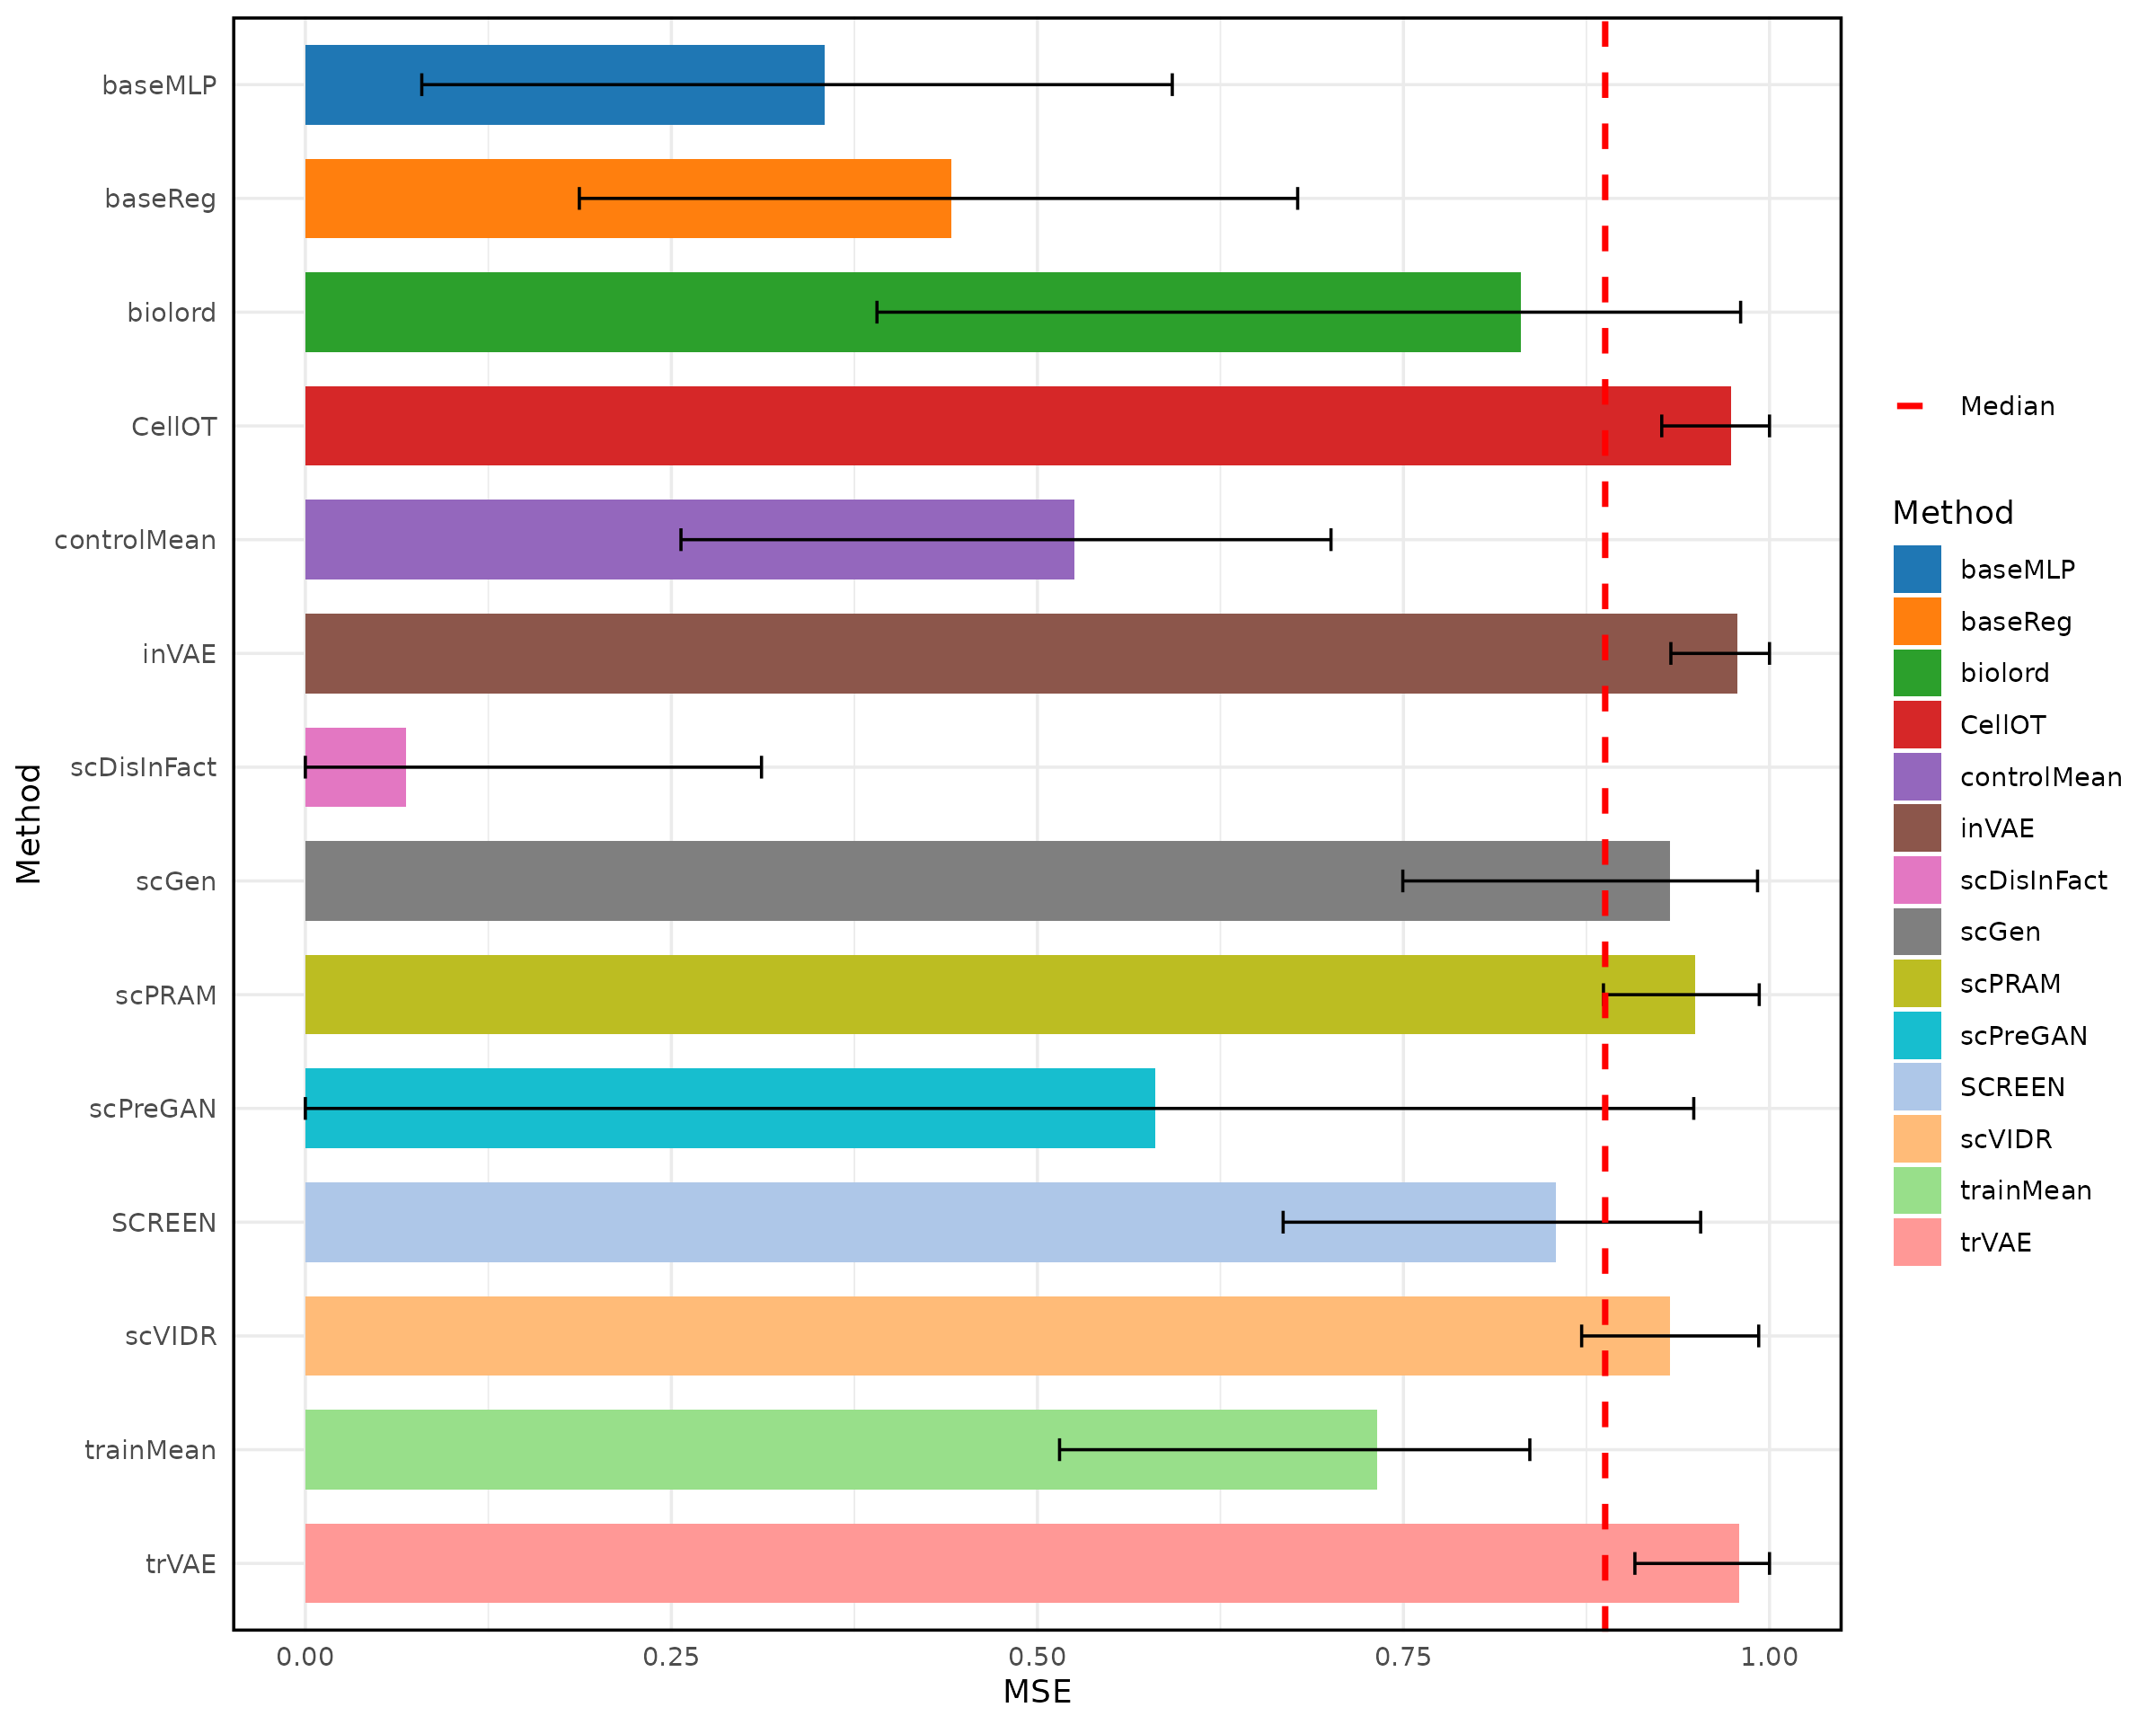 Method
baseMLP
baseReg
biolord
CellOT
controlMean
inVAE
scDisInFact
scGen
scPRAM
scPreGAN
SCREEN
scVIDR
trainMean
trVAE
0.00 0.25 0.50 0.75 1.00
MSE
Median
Method
baseMLP
baseReg
biolord
CellOT
controlMean
inVAE
scDisInFact
scGen
scPRAM
scPreGAN
SCREEN
scVIDR
trainMean
trVAE